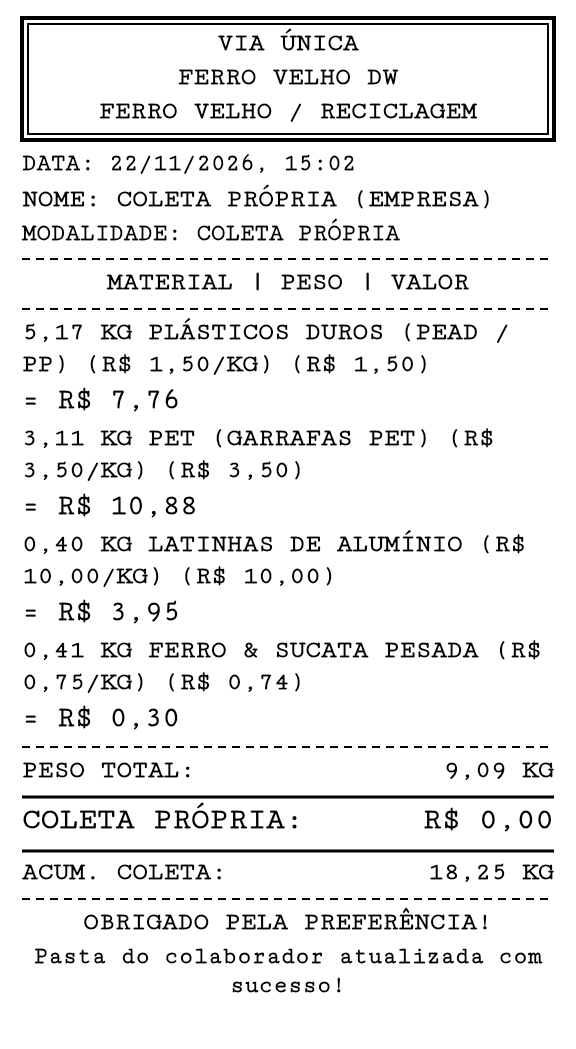 VIA ÚNICA
FERRO VELHO DW
FERRO VELHO / RECICLAGEM
DATA: 22/11/2026, 15:02
NOME: COLETA PRÓPRIA (EMPRESA)
MODALIDADE: COLETA PRÓPRIA
MATERIAL | PESO | VALOR
5,17 KG PLÁSTICOS DUROS (PEAD /
PP) (R$ 1,50/KG) (R$ 1,50)
= R$ 7,76
3,11 KG PET (GARRAFAS PET) (R$
3,50/KG) (R$ 3,50)
= R$ 10,88
0,40 KG LATINHAS DE ALUMÍNIO (R$
10,00/KG) (R$ 10,00)
= R$ 3,95
0,41 KG FERRO & SUCATA PESADA (R$
0,75/KG) (R$ 0,74)
= R$ 0,30
PESO TOTAL: 9,09 KG
COLETA PRÓPRIA: R$ 0,00
ACUM. COLETA: 18,25 KG
OBRIGADO PELA PREFERÊNCIA!
Pasta do colaborador atualizada com
sucesso!